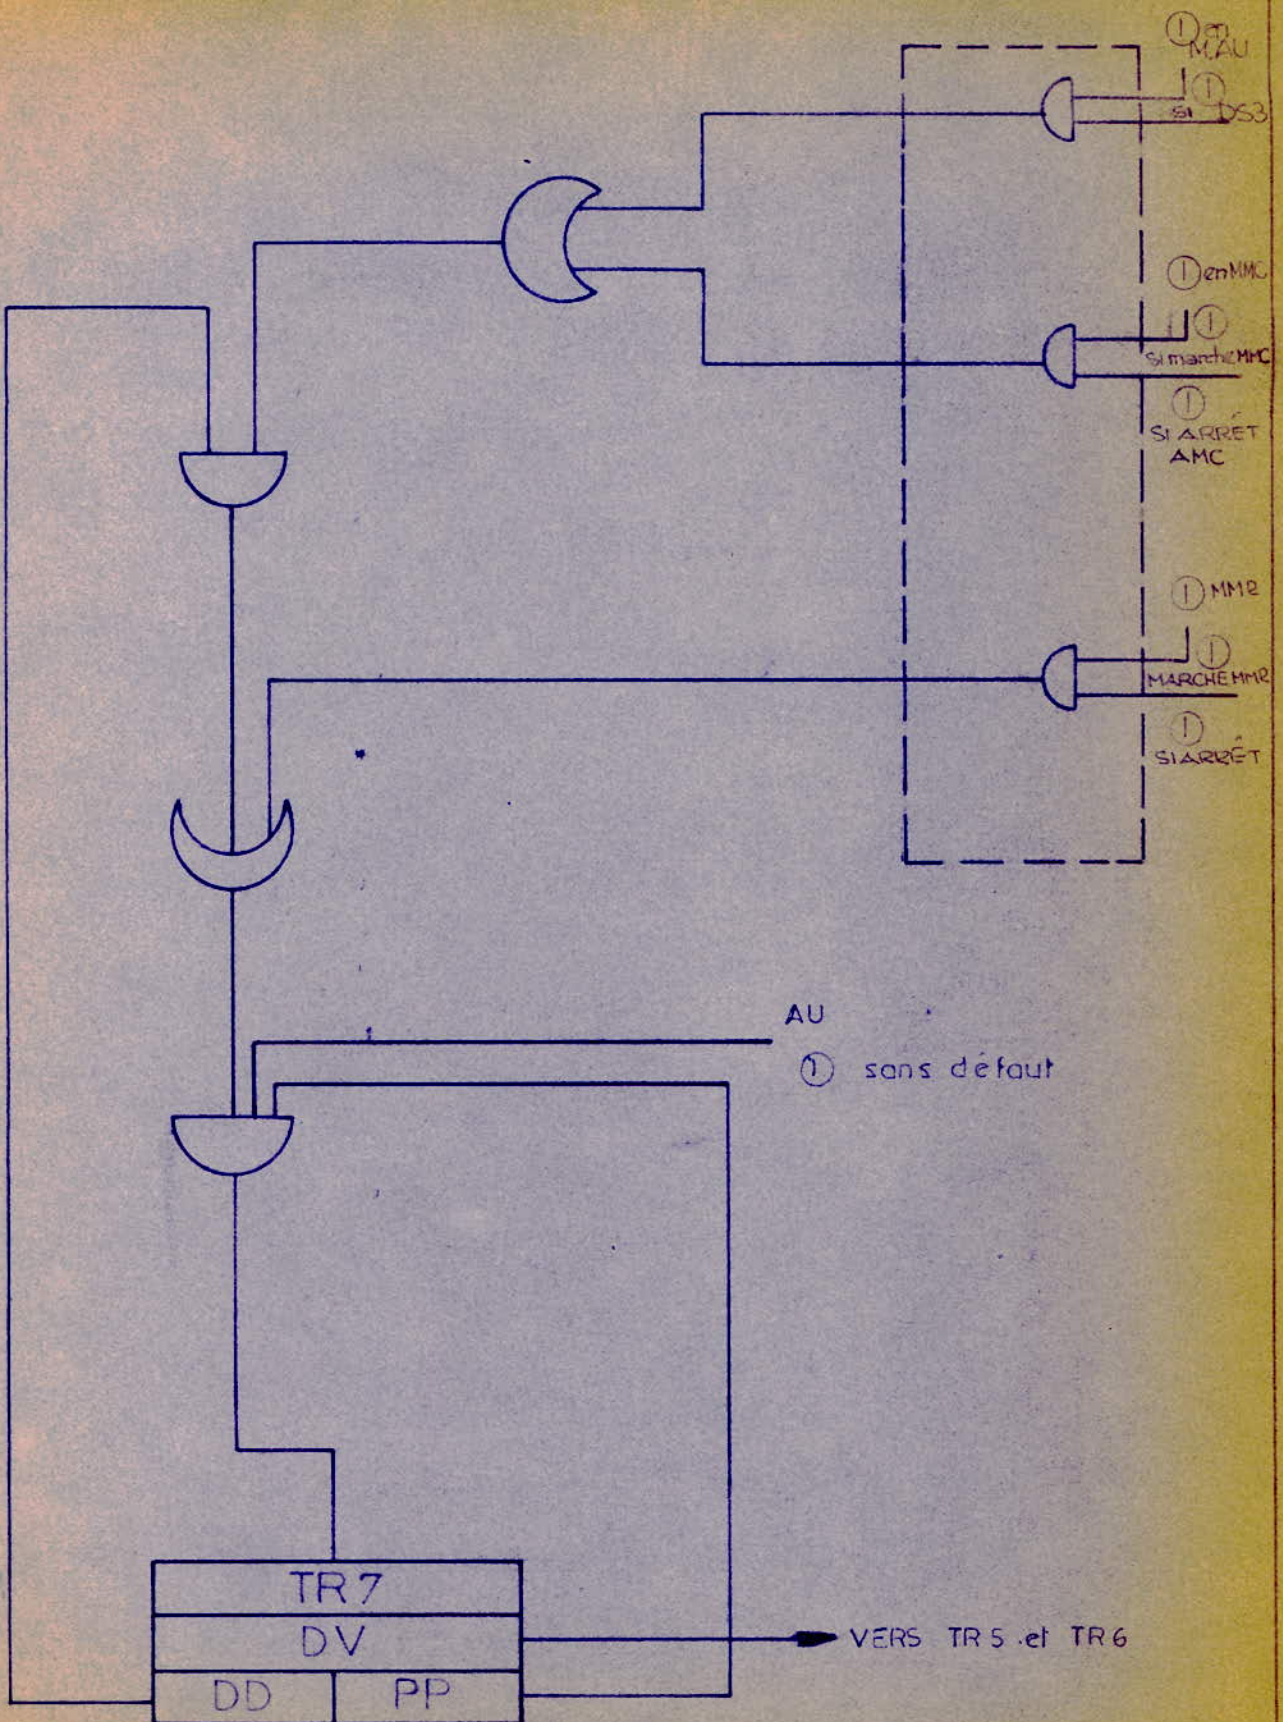 ① en
M.AU
①
SI DS3
① en MMC
①
Si marche MMC
①
SI ARRÊT
AMC
① MMR
①
MARCHE MMR
①
SI ARRÊT
AU
① sans défaut
TR 7
DV
VERS TR 5 et TR 6
DD PP